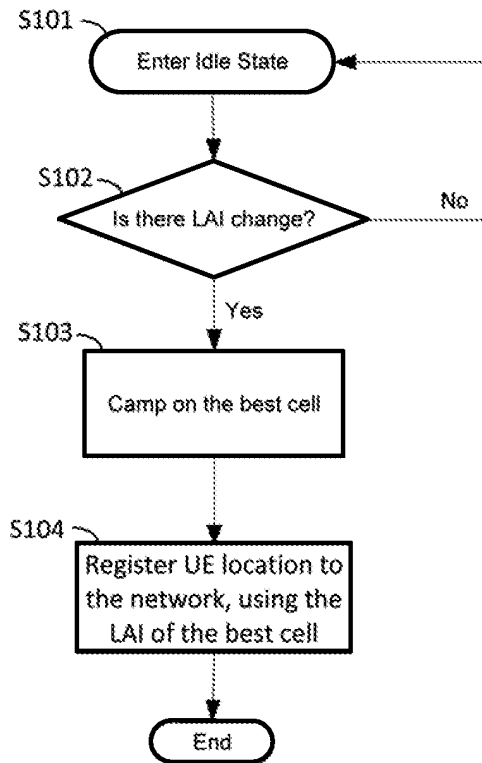 S101
Enter Idle State
S102
Is there LAI change?
No
Yes
S103
Camp on the best cell
S104
Register UE location to
the network, using the
LAI of the best cell
End